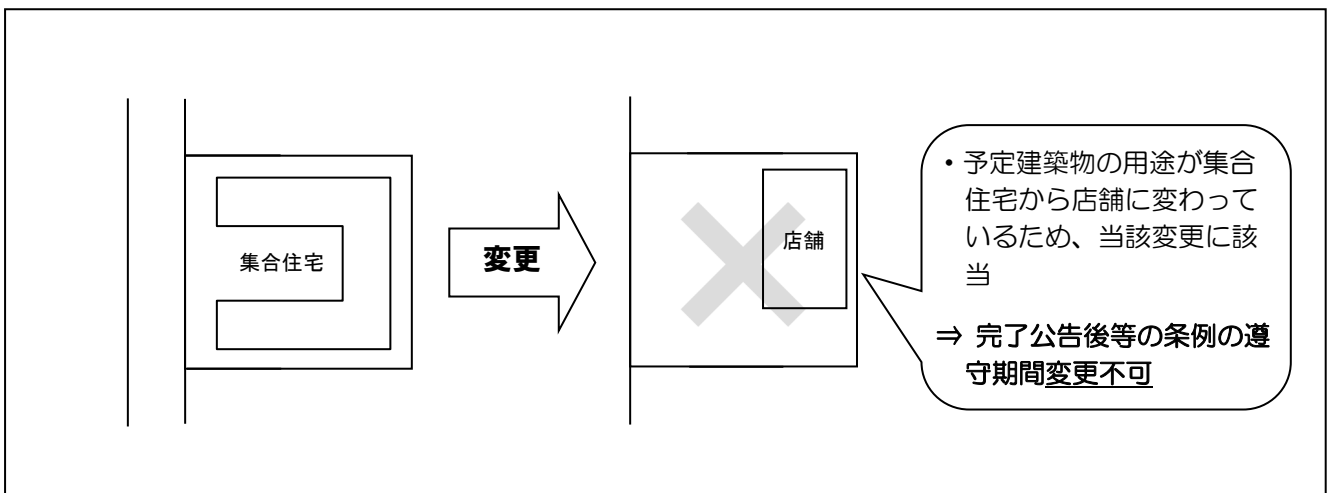 集合住宅
変更
店舗
・予定建築物の用途が集合
住宅から店舗に変わって
いるため、当該変更に該
当
⇒ 完了公告後等の条例の遵
守期間変更不可